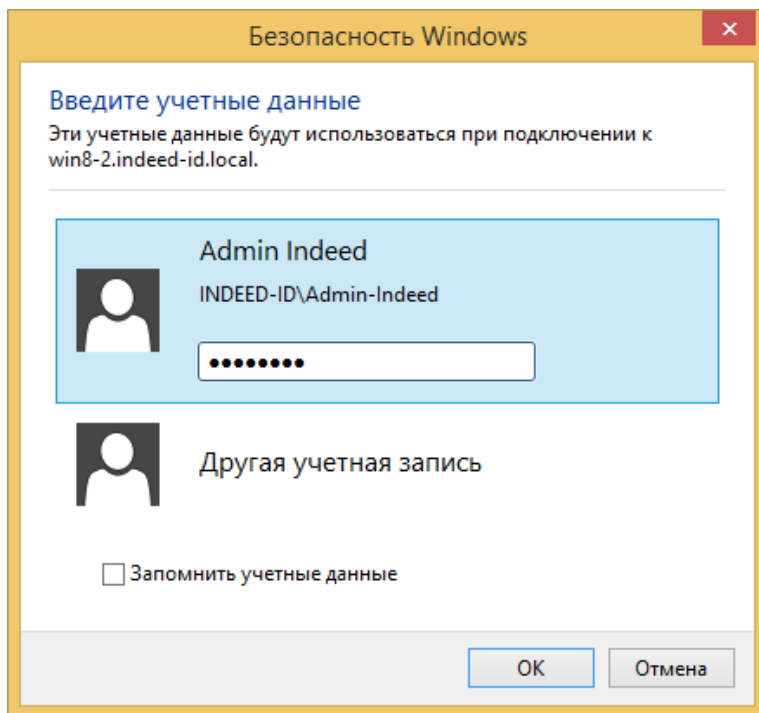 Безопасность Windows
Введите учетные данные
Эти учетные данные будут использоваться при подключении к
win8-2.indeed-id.local.
Admin Indeed
INDEED-ID\Admin-Indeed
••••••••
Другая учетная запись
Запомнить учетные данные
ОК
Отмена